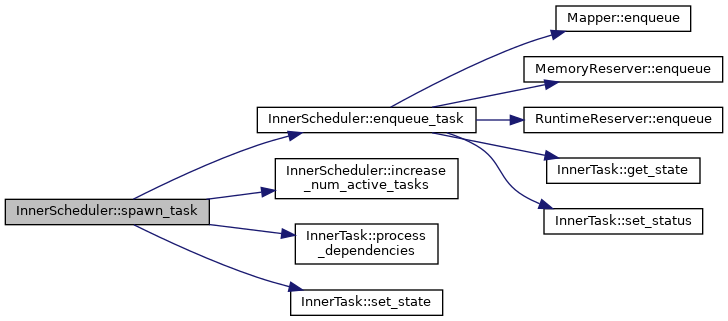 InnerScheduler::spawn_task
InnerScheduler::enqueue_task
InnerScheduler::increase
_num_active_tasks
InnerTask::process
_dependencies
InnerTask::set_state
Mapper::enqueue
MemoryReserver::enqueue
RuntimeReserver::enqueue
InnerTask::get_state
InnerTask::set_status